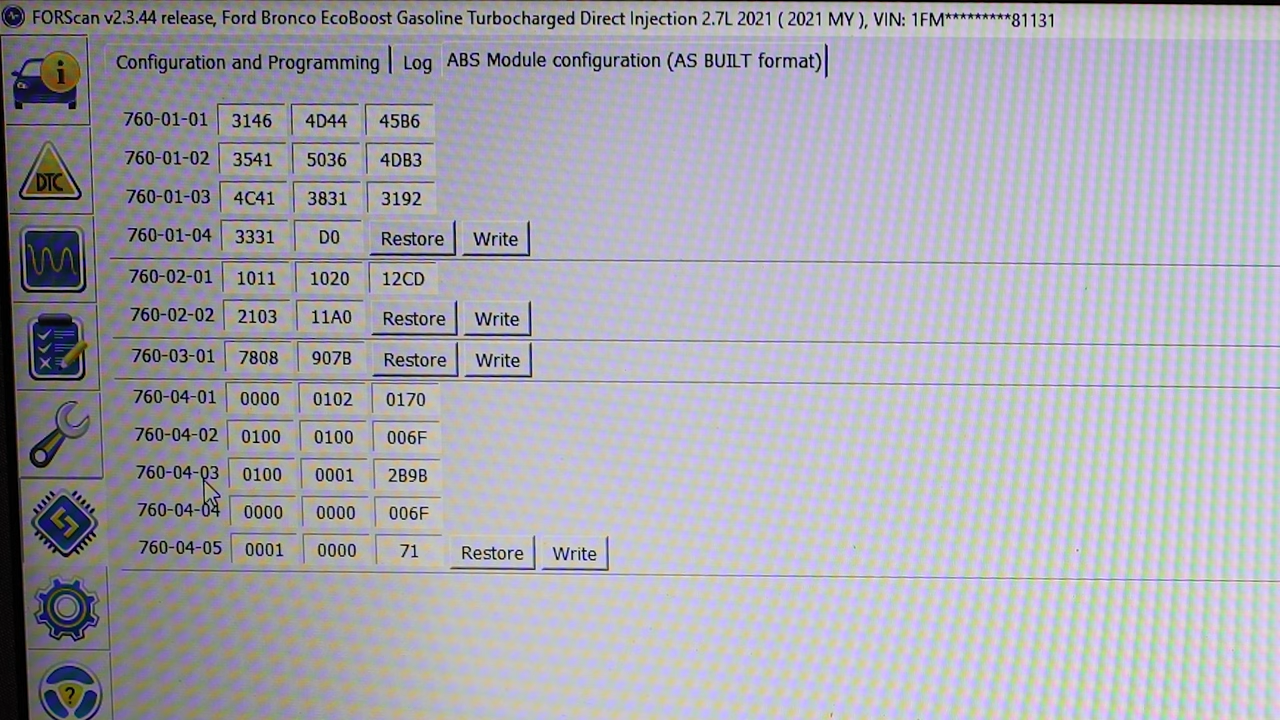 FORScan v2.3.44 release, Ford Bronco EcoBoost Gasoline Turbocharged Direct Injection 2.7L 2021 ( 2021 MY ), VIN: 1FM*********81131
Configuration and Programming Log ABS Module configuration (AS BUILT format)
i
DTC
?
760-01-01 3146 4D44 45B6
760-01-02 3541 5036 4DB3
760-01-03 4C41 3831 3192
760-01-04 3331 D0 Restore Write
760-02-01 1011 1020 12CD
760-02-02 2103 11A0 Restore Write
760-03-01 7808 907B Restore Write
760-04-01 0000 0102 0170
760-04-02 0100 0100 006F
760-04-03 0100 0001 2B9B
760-04-04 0000 0000 006F
760-04-05 0001 0000 71 Restore Write